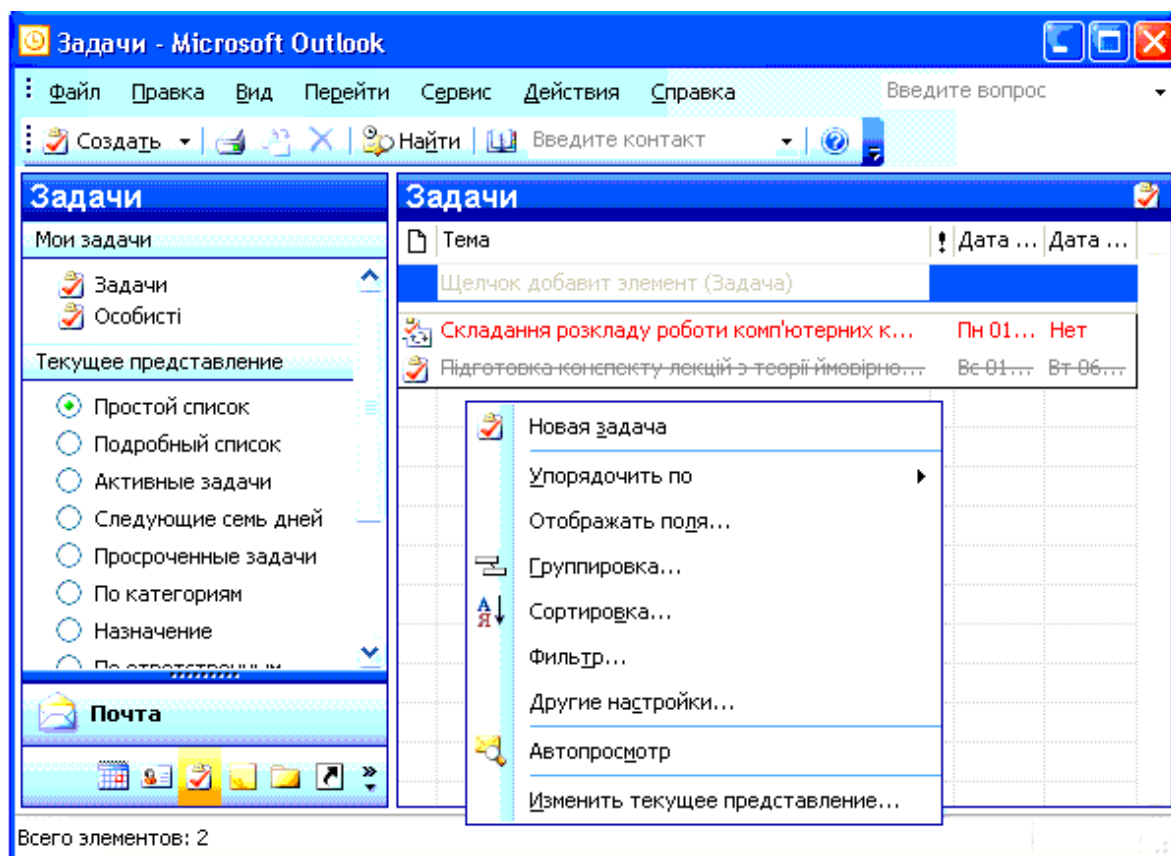 Задачи - Microsoft Outlook
Файл Правка Вид Перейти Сервис Действия Справка Введите вопрос
Создать Найти Введите контакт
Задачи
Мои задачи
Задачи
Особисті
Текущее представление
Простой список
Подробный список
Активные задачи
Следующие семь дней
Просроченные задачи
По категориям
Назначение
По ответственным
Почта
Задачи
Тема ! Дата ... Дата ...
Щелчок добавит элемент (Задача)
Складання розкладу роботи комп'ютерних к... Пн 01... Нет
Підготовка конспекту лекцій з теорії ймовірно... Вс 01... Вт 06...
Новая задача
Упорядочить по
Отображать поля...
Группировка...
Сортировка...
Фильтр...
Другие настройки...
Автопросмотр
Изменить текущее представление...
Всего элементов: 2